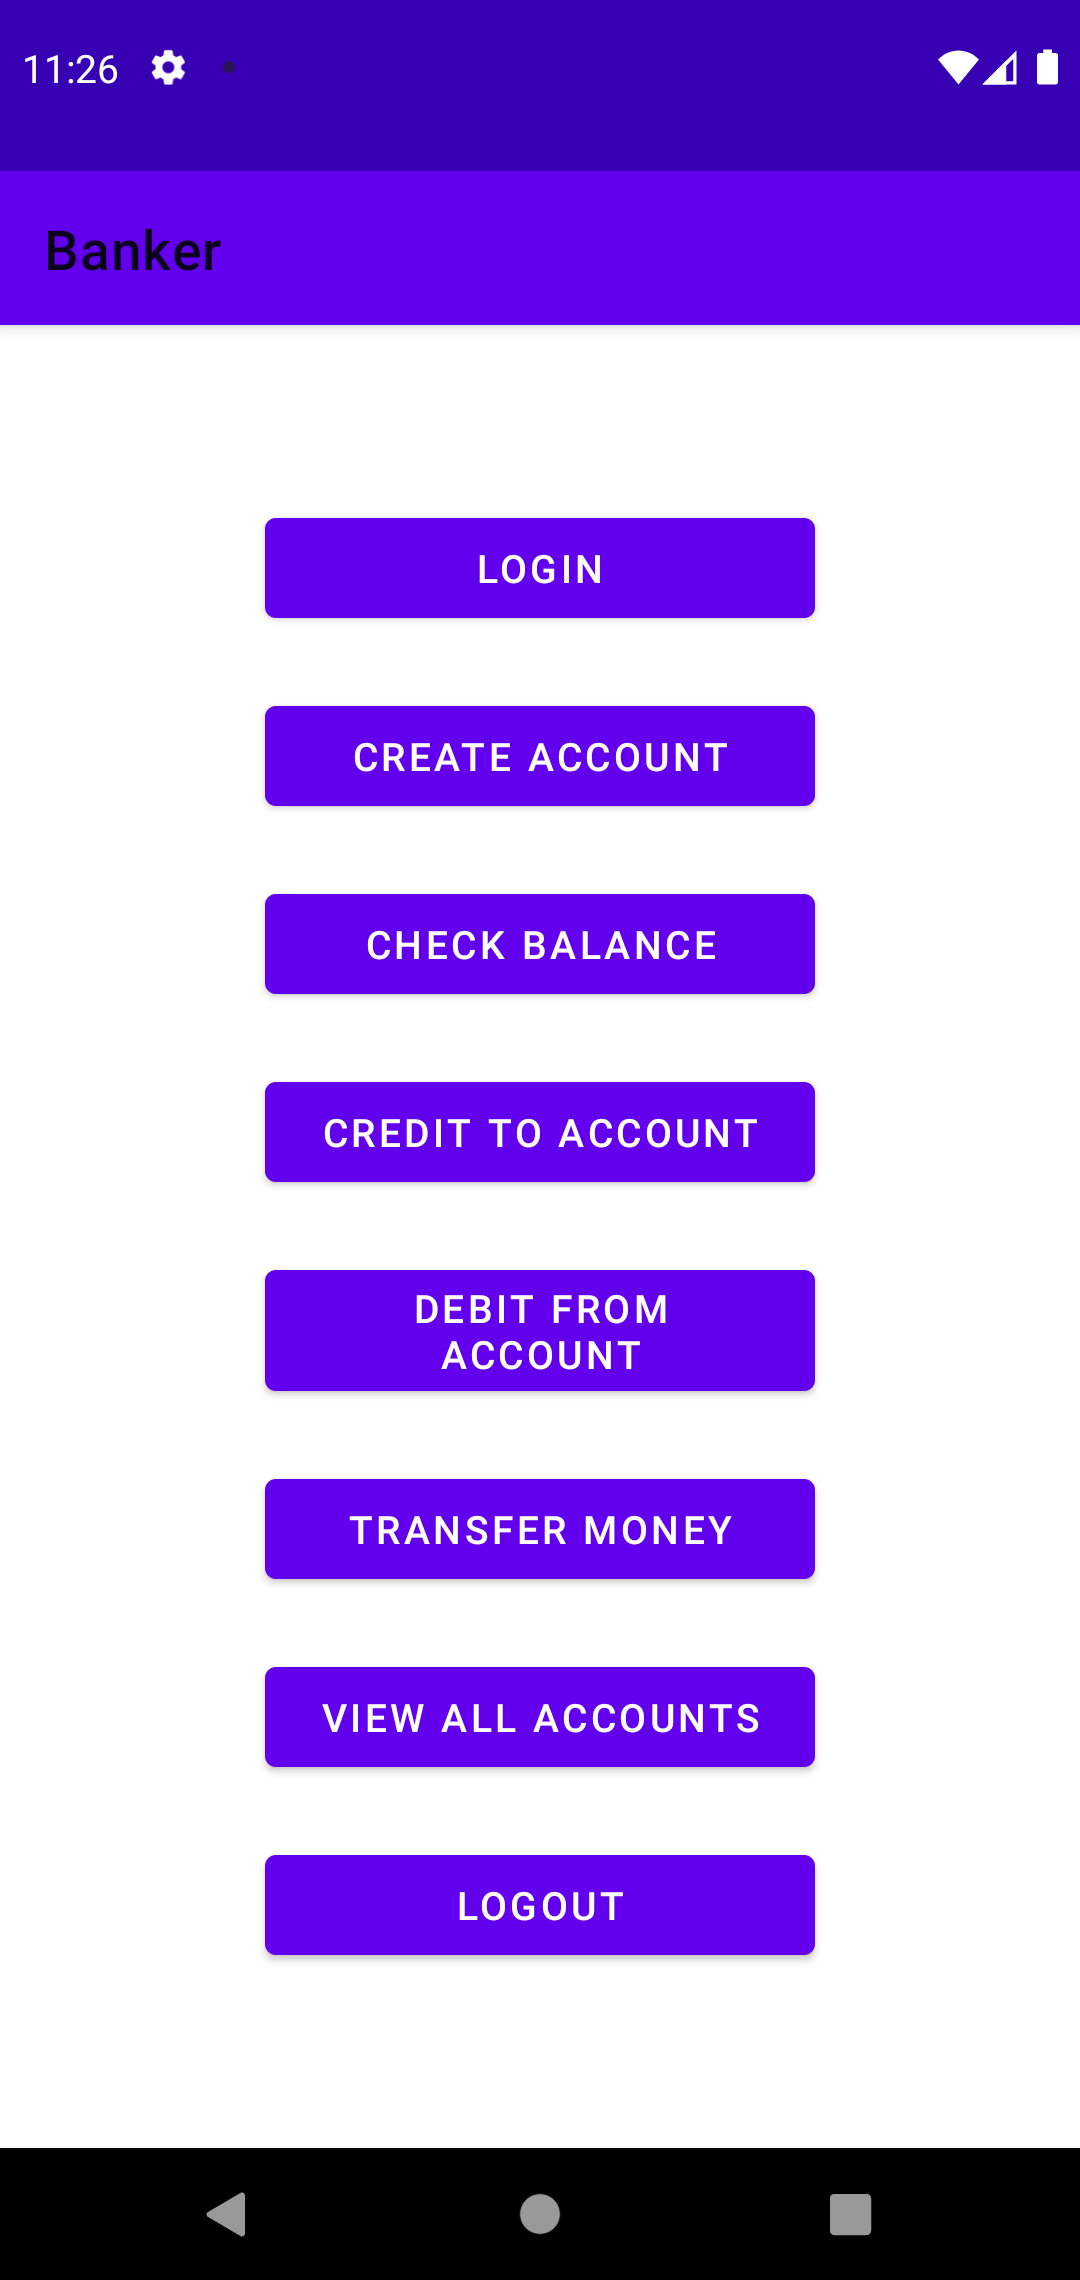 11:26
Banker
LOGIN
CREATE ACCOUNT
CHECK BALANCE
CREDIT TO ACCOUNT
DEBIT FROM
ACCOUNT
TRANSFER MONEY
VIEW ALL ACCOUNTS
LOGOUT